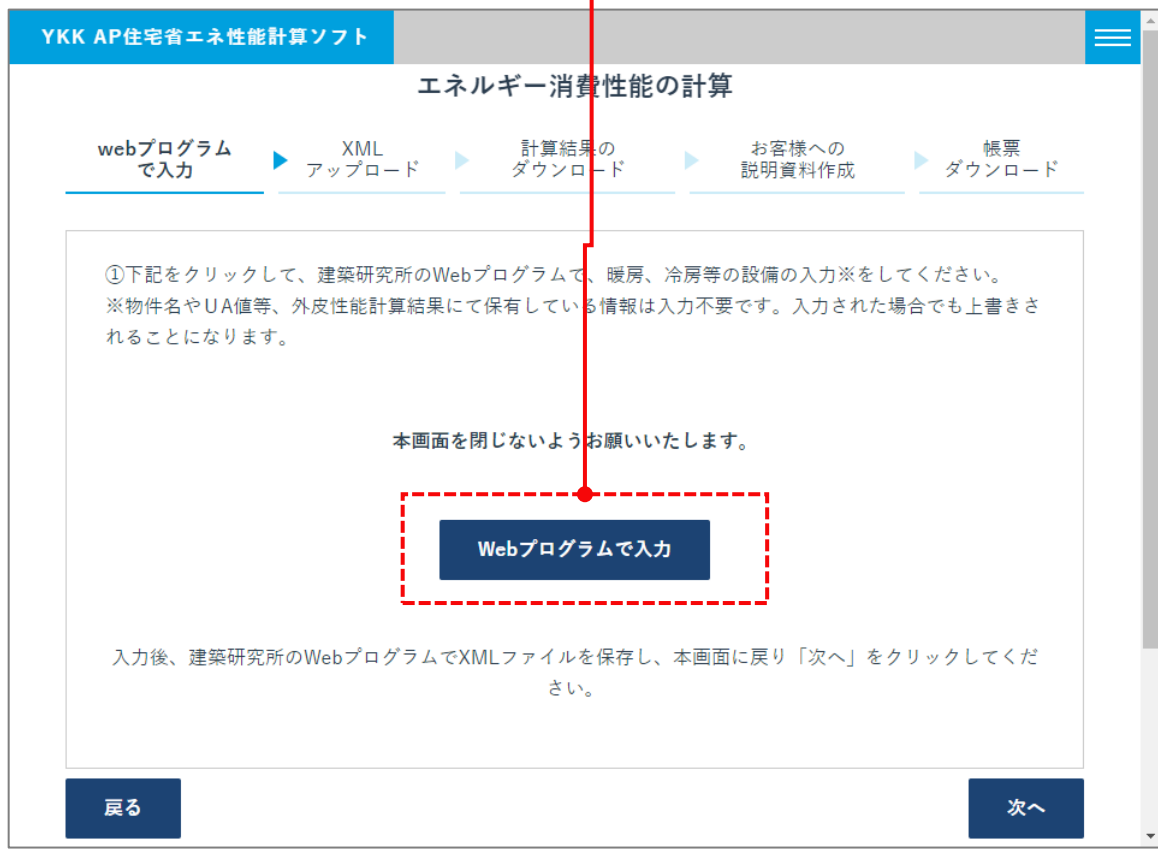 YKK AP住宅省エネ性能計算ソフト
エネルギー消費性能の計算
webプログラム
で入力
XML
アップロード
計算結果の
ダウンロード
お客様への
説明資料作成
帳票
ダウンロード
①下記をクリックして、建築研究所のWebプログラムで、暖房、冷房等の設備の入力※をしてください。
※物件名やUA値等、外皮性能計算結果にて保有している情報は入力不要です。入力された場合でも上書きさ
れることになります。
本画面を閉じないようお願いいたします。
Webプログラムで入力
入力後、建築研究所のWebプログラムでXMLファイルを保存し、本画面に戻り「次へ」をクリックしてくだ
さい。
戻る
次へ